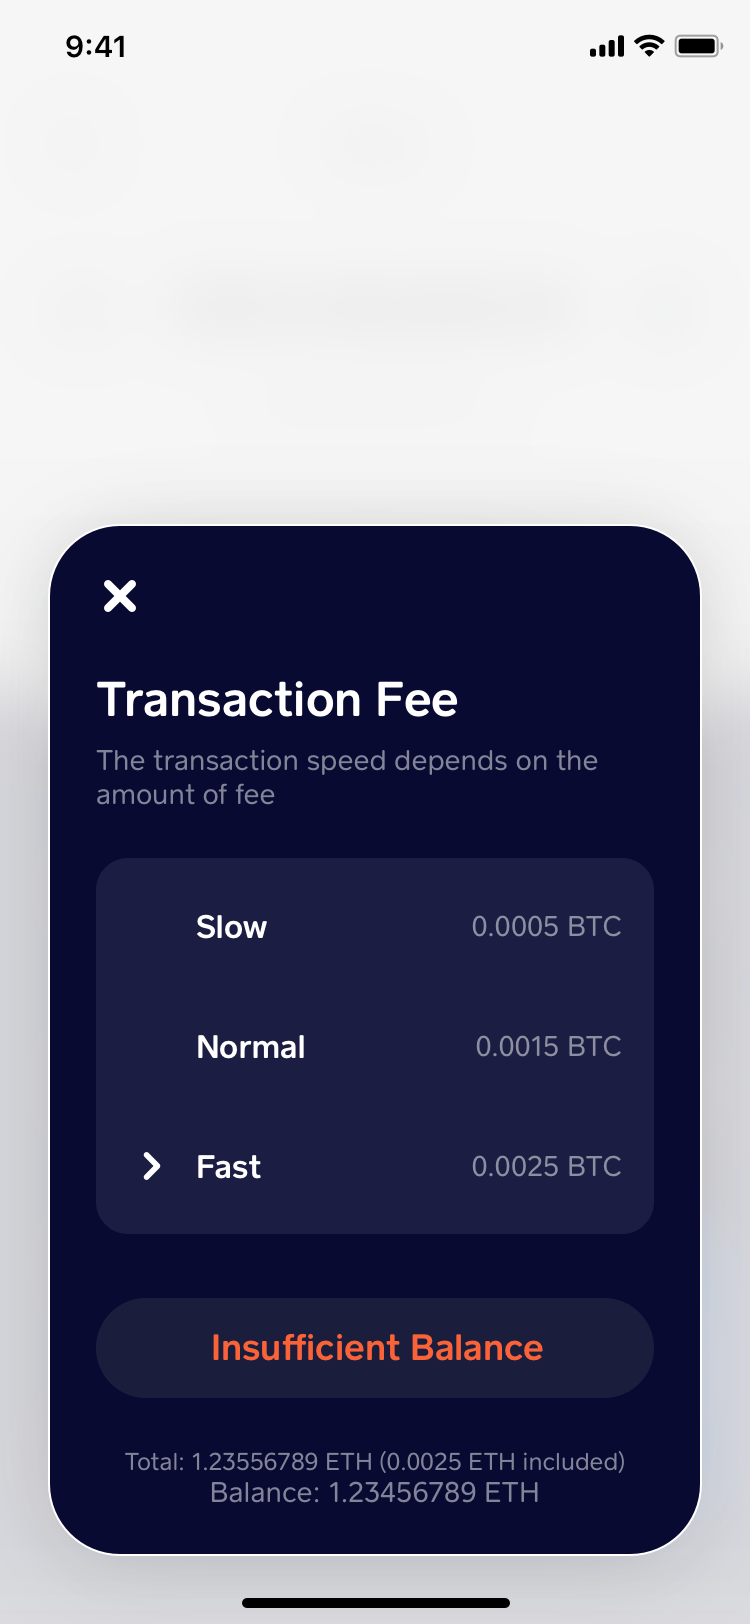 9:41
Transaction Fee
The transaction speed depends on the
amount of fee
Slow 0.0005 BTC
Normal 0.0015 BTC
Fast 0.0025 BTC
Insufficient Balance
Total: 1.23556789 ETH (0.0025 ETH included)
Balance: 1.23456789 ETH